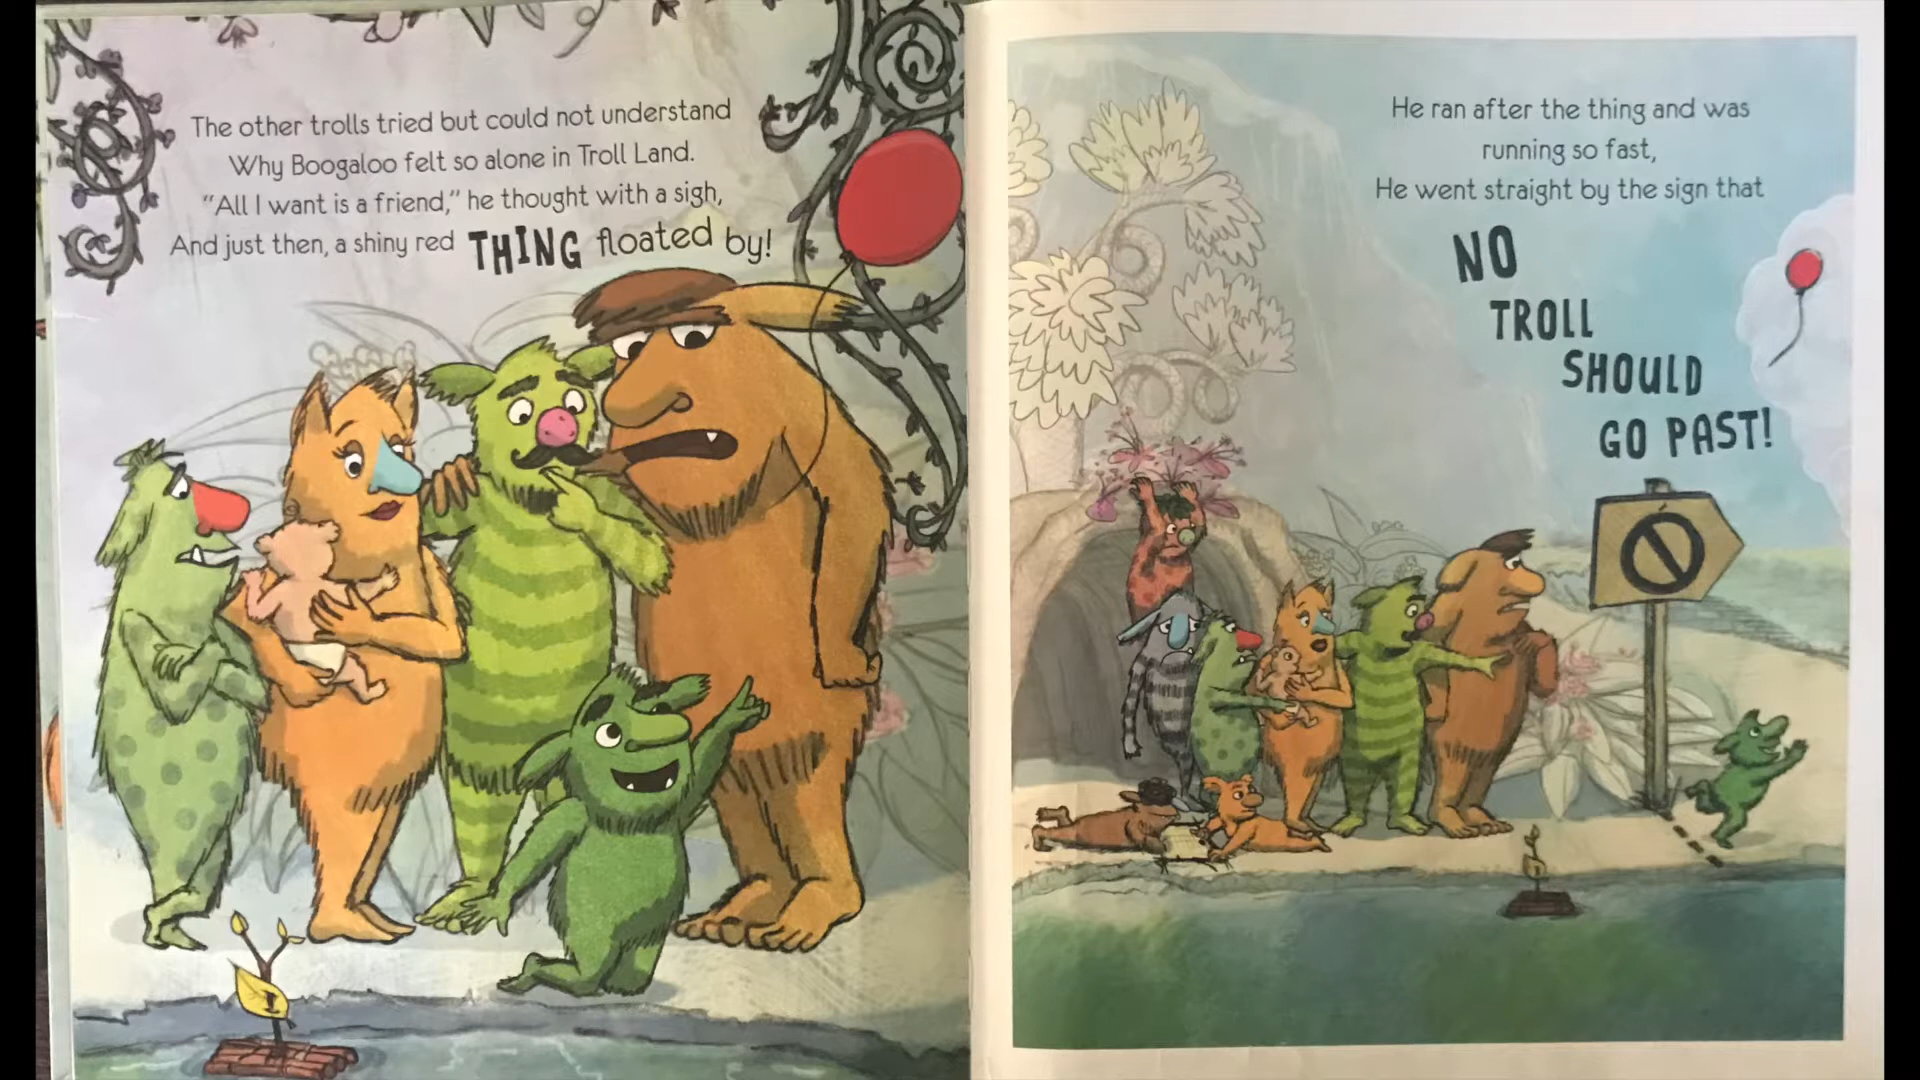 The other trolls tried but could not understand
Why Boogaloo felt so alone in Troll Land.
"All I want is a friend," he thought with a sigh,
And just then, a shiny red THING floated by!
He ran after the thing and was
running so fast,
He went straight by the sign that
NO
TROLL
SHOULD
GO PAST!